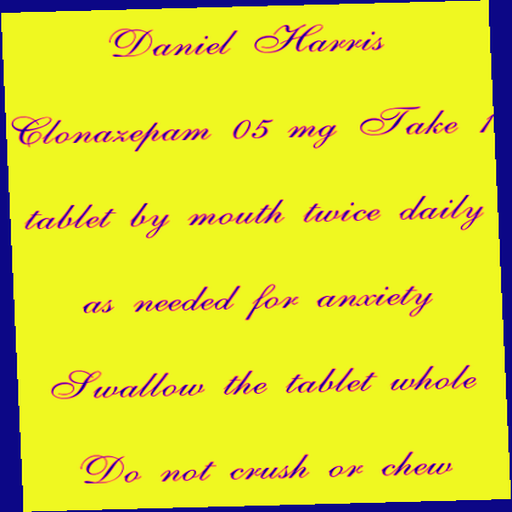 Daniel Harris
Clonazepam 05 mg Take 1
tablet by mouth twice daily
as needed for anxiety
Swallow the tablet whole
Do not crush or chew